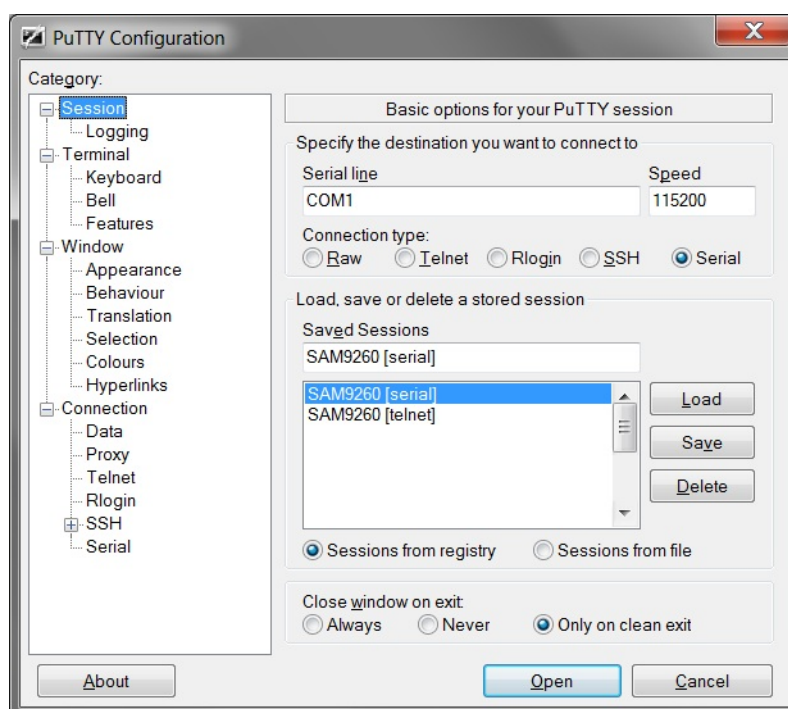 PuTTY Configuration
X
Category:
Session
Logging
Terminal
Keyboard
Bell
Features
Window
Appearance
Behaviour
Translation
Selection
Colours
Hyperlinks
Connection
Data
Proxy
Telnet
Rlogin
SSH
Serial
Basic options for your PuTTY session
Specify the destination you want to connect to
Serial line Speed
COM1 115200
Connection type:
Raw Telnet Rlogin SSH Serial
Load, save or delete a stored session
Saved Sessions
SAM9260 [serial]
SAM9260 [serial]
SAM9260 [telnet]
Load
Save
Delete
Sessions from registry Sessions from file
Close window on exit:
Always Never Only on clean exit
About Open Cancel